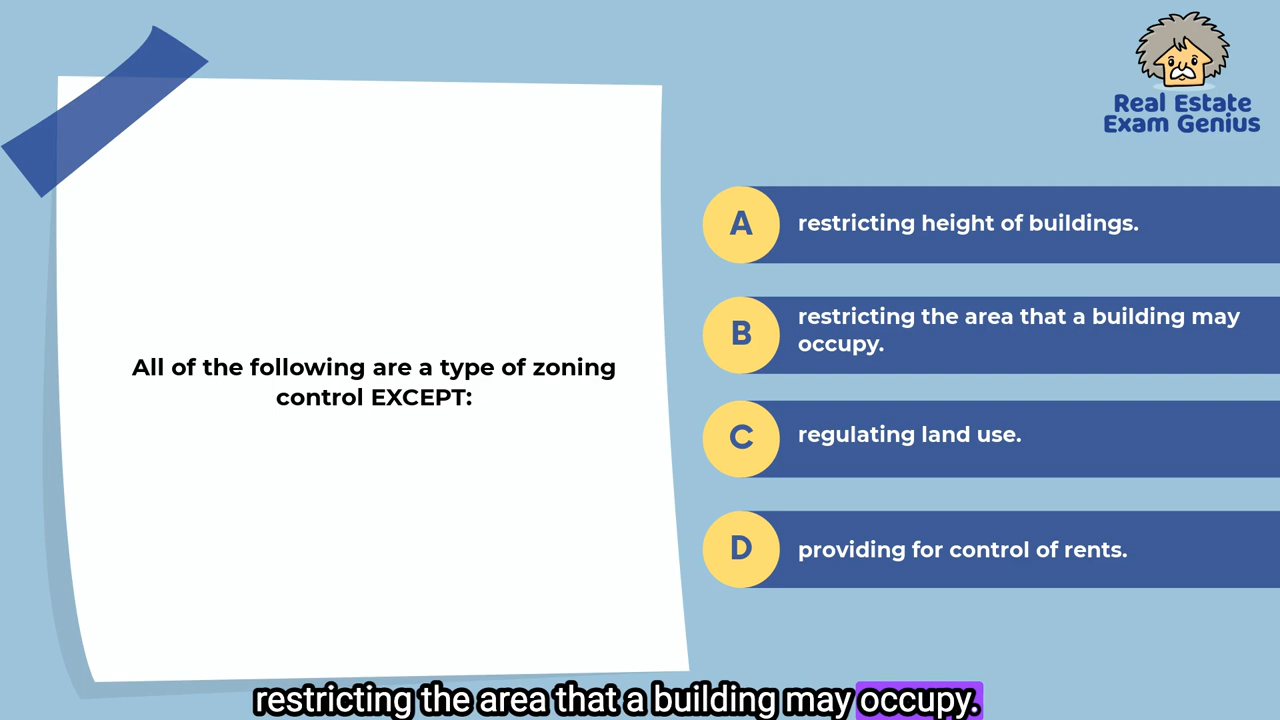 Real Estate
Exam Genius
All of the following are a type of zoning
control EXCEPT:
A restricting height of buildings.
B restricting the area that a building may
occupy.
C regulating land use.
D providing for control of rents.
restricting the area that a building may occupy.